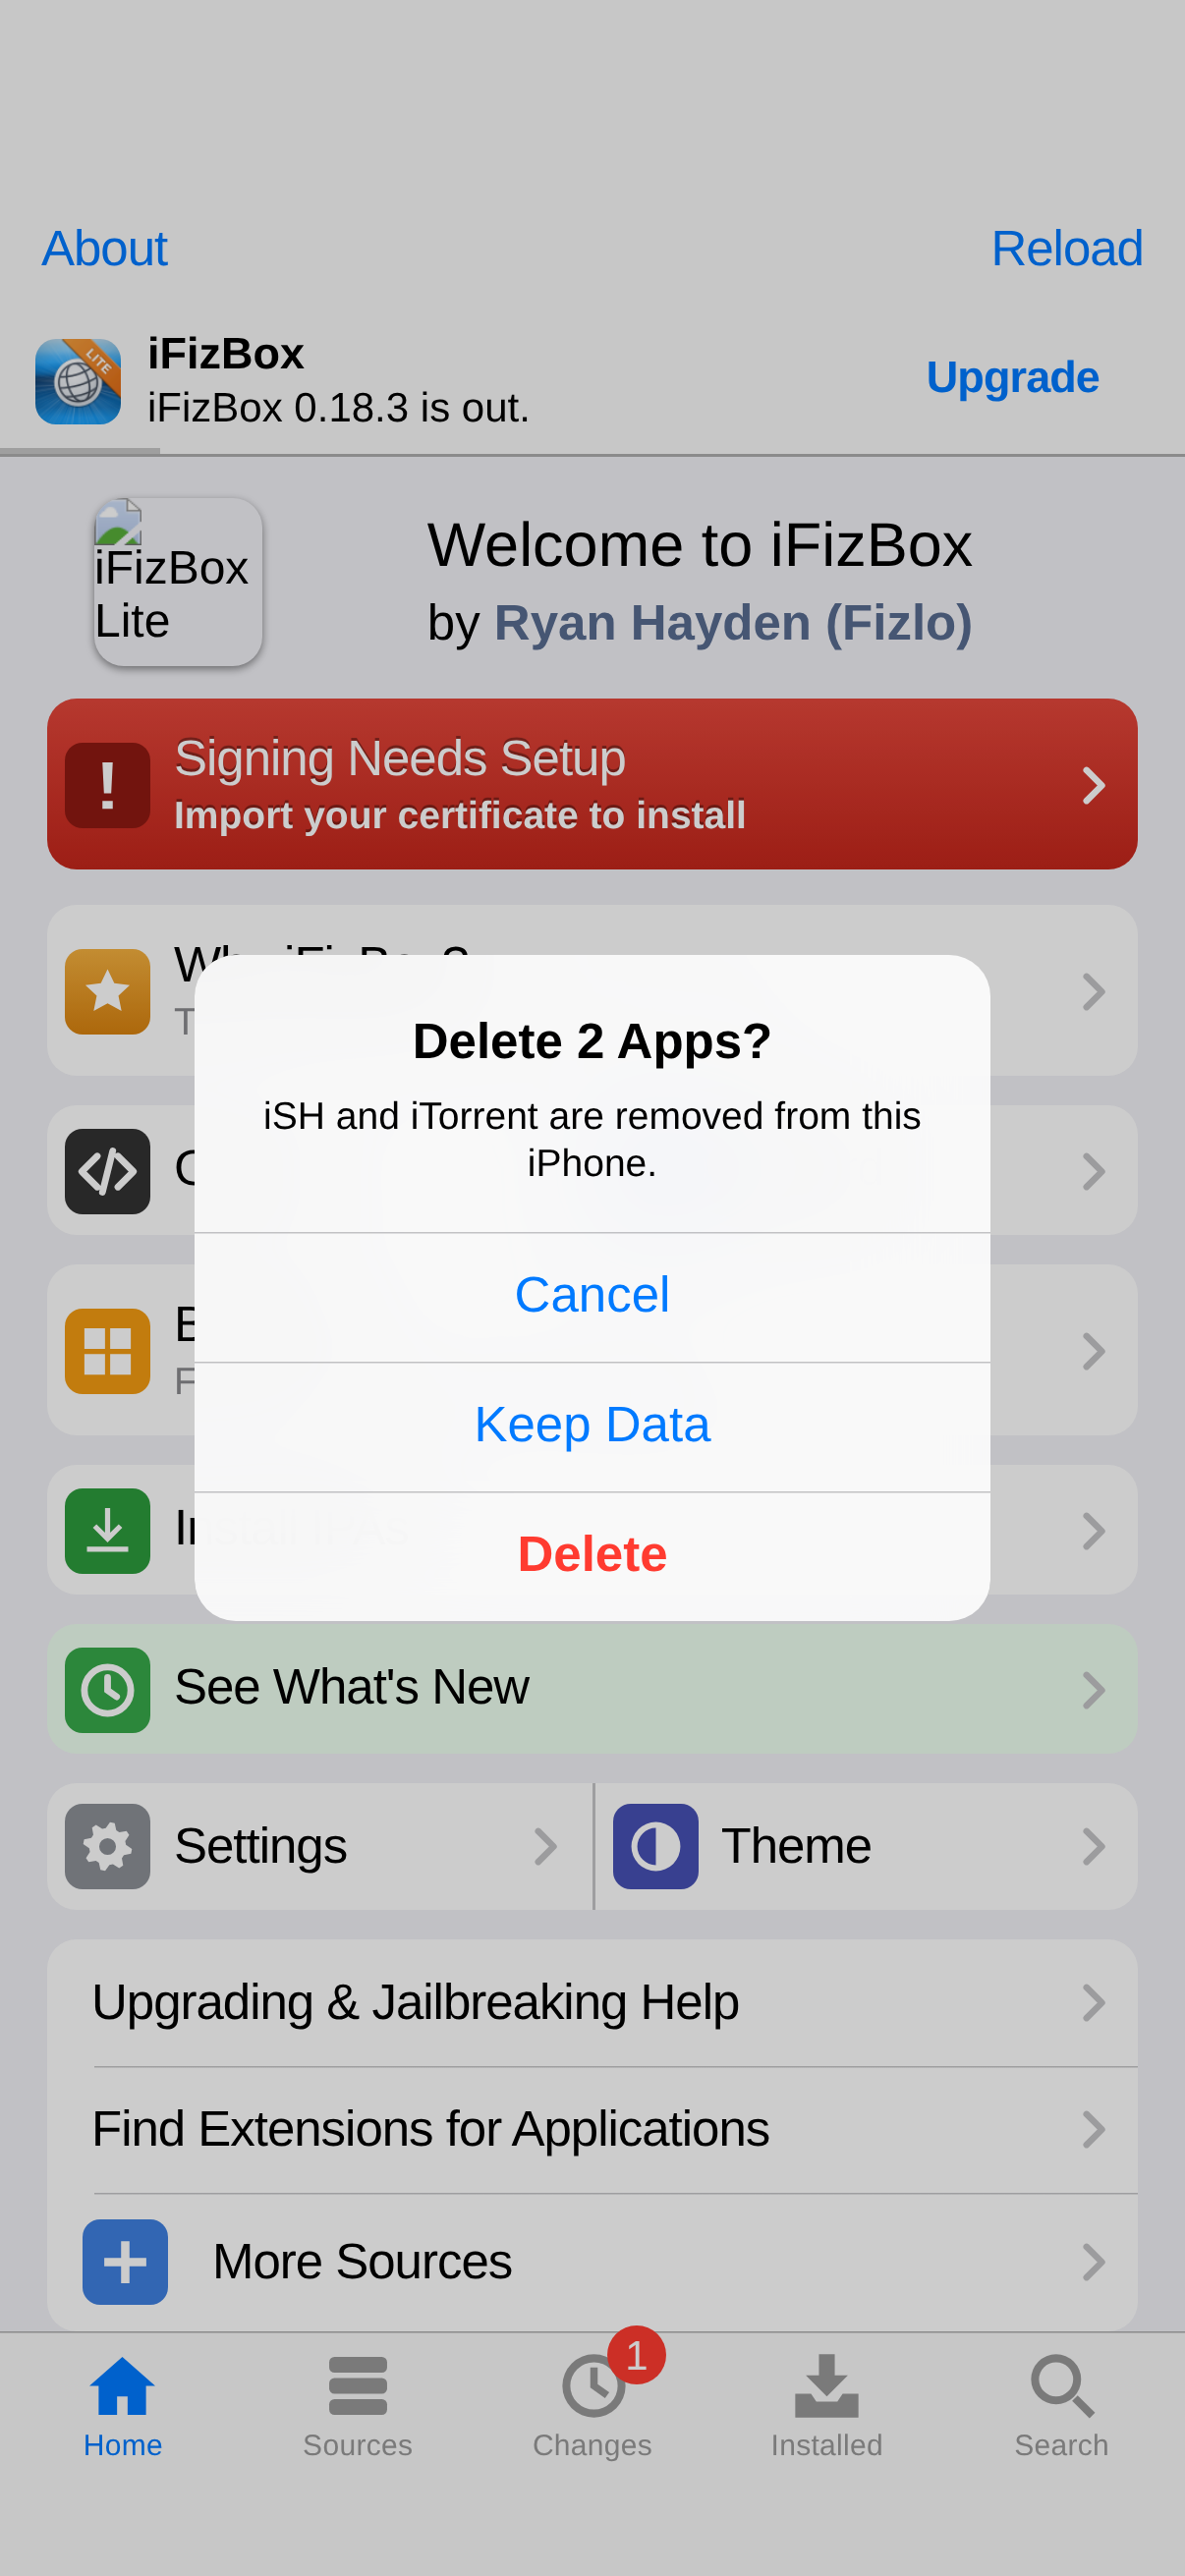 About
Reload
iFizBox
iFizBox 0.18.3 is out.
Upgrade
LITE
iFizBox
Lite
Welcome to iFizBox
by Ryan Hayden (Fizlo)
!
Signing Needs Setup
Import your certificate to install
Delete 2 Apps?
iSH and iTorrent are removed from this
iPhone.
Cancel
Keep Data
Delete
See What's New
Settings
Theme
Upgrading & Jailbreaking Help
Find Extensions for Applications
More Sources
1
Home
Sources
Changes
Installed
Search